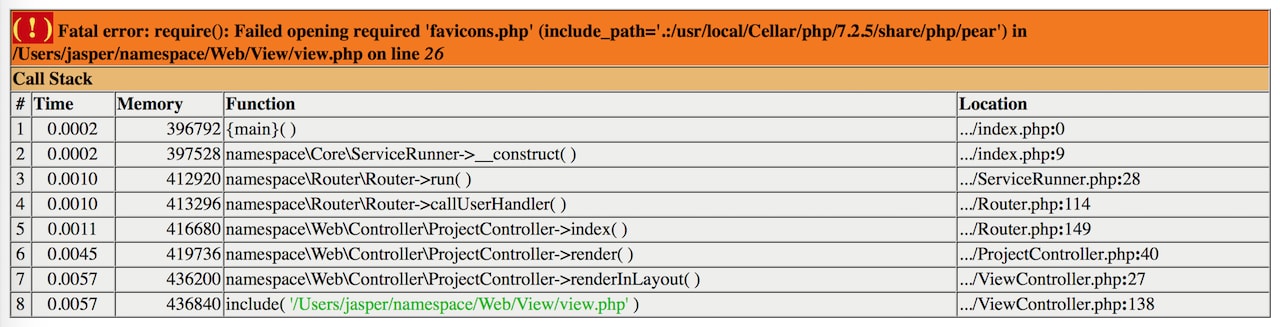 ( ! ) Fatal error: require(): Failed opening required 'favicons.php' (include_path='.:/usr/local/Cellar/php/7.2.5/share/php/pear') in
/Users/jasper/namespace/Web/View/view.php on line 26
Call Stack
# Time Memory Function Location
1 0.0002 396792 {main}( ) .../index.php:0
2 0.0002 397528 namespace\Core\ServiceRunner->__construct( ) .../index.php:9
3 0.0010 412920 namespace\Router\Router->run( ) .../ServiceRunner.php:28
4 0.0010 413296 namespace\Router\Router->callUserHandler( ) .../Router.php:114
5 0.0011 416680 namespace\Web\Controller\ProjectController->index( ) .../Router.php:149
6 0.0045 419736 namespace\Web\Controller\ProjectController->render( ) .../ProjectController.php:40
7 0.0057 436200 namespace\Web\Controller\ProjectController->renderInLayout( ) .../ViewController.php:27
8 0.0057 436840 include( '/Users/jasper/namespace/Web/View/view.php' ) .../ViewController.php:138